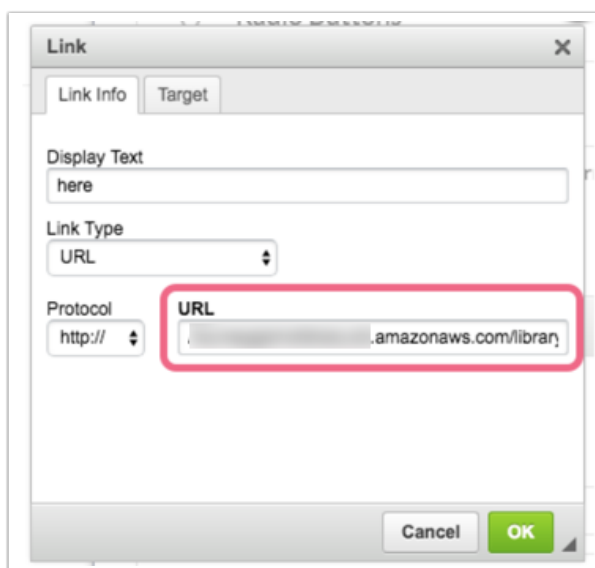 Link
Link Info Target
Display Text
here
Link Type
URL
Protocol URL
http:// .amazonaws.com/library
Cancel OK